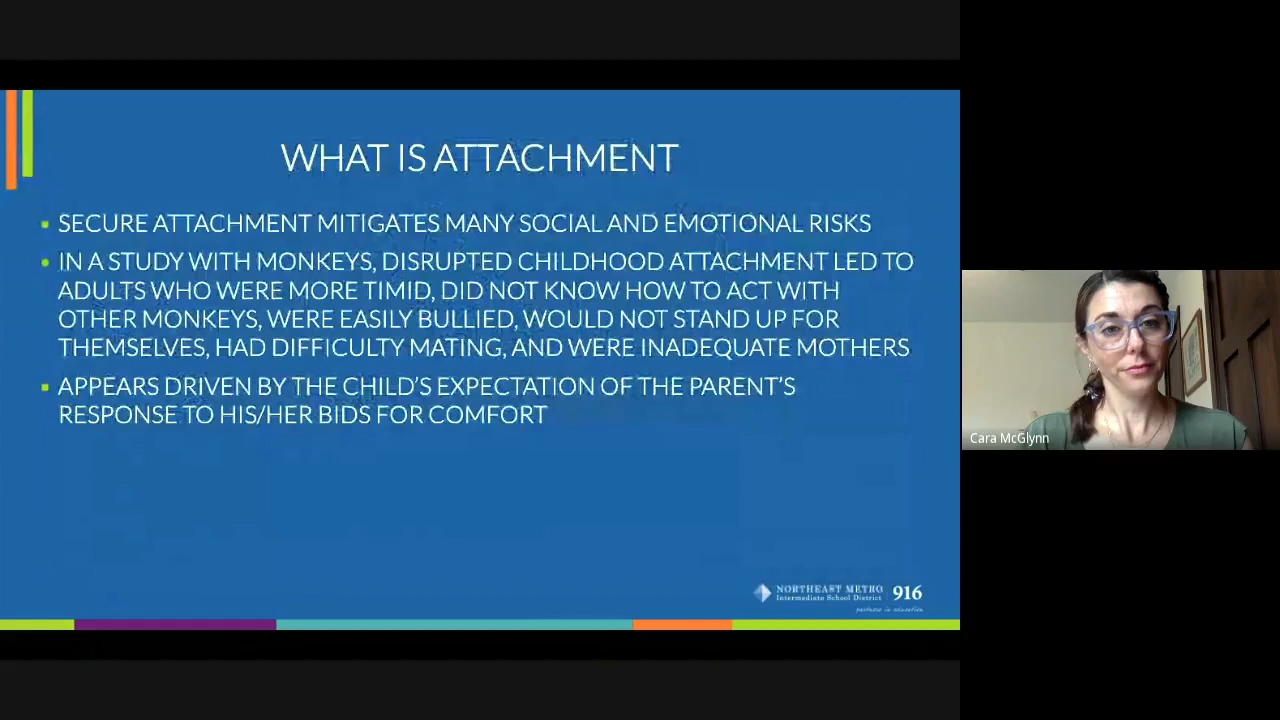 WHAT IS ATTACHMENT
SECURE ATTACHMENT MITIGATES MANY SOCIAL AND EMOTIONAL RISKS
IN A STUDY WITH MONKEYS, DISRUPTED CHILDHOOD ATTACHMENT LED TO
ADULTS WHO WERE MORE TIMID, DID NOT KNOW HOW TO ACT WITH
OTHER MONKEYS, WERE EASILY BULLIED, WOULD NOT STAND UP FOR
THEMSELVES, HAD DIFFICULTY MATING, AND WERE INADEQUATE MOTHERS
APPEARS DRIVEN BY THE CHILD'S EXPECTATION OF THE PARENT'S
RESPONSE TO HIS/HER BIDS FOR COMFORT
Cara McGlynn
NORTHEAST METRO 916
Intermediate School District
partners in education